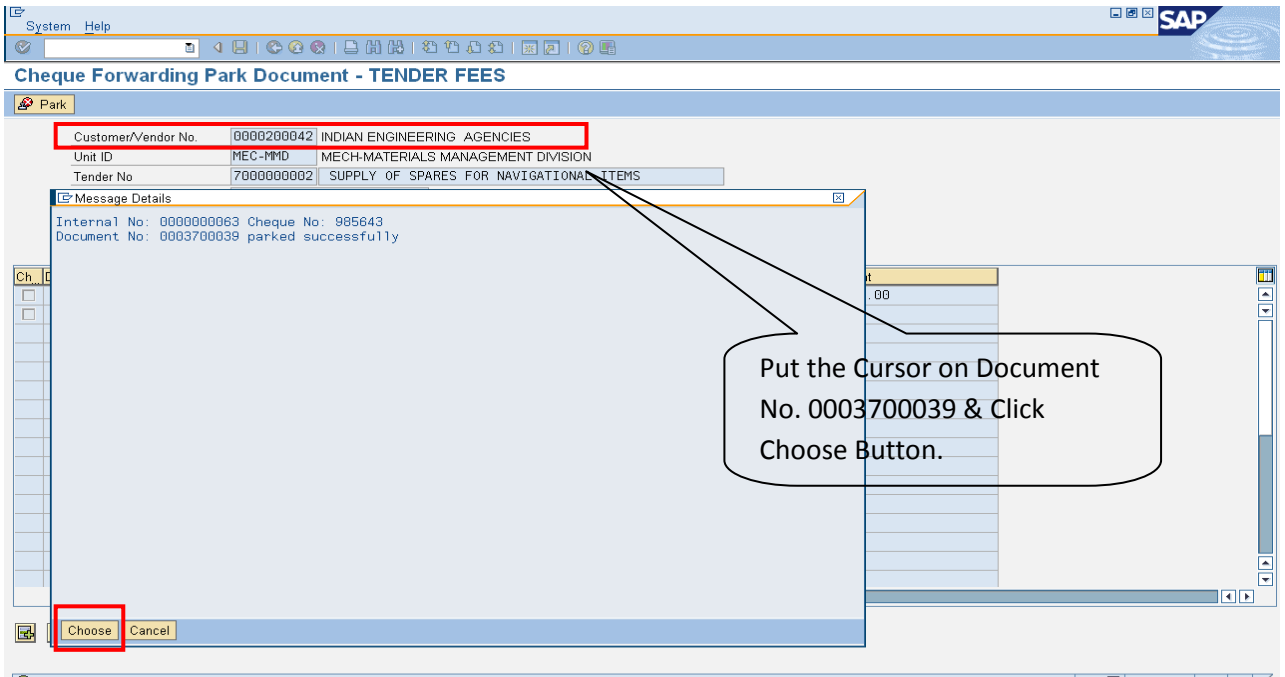 System Help
SAP
Cheque Forwarding Park Document - TENDER FEES
Park
Customer/Vendor No. 0000200042 INDIAN ENGINEERING AGENCIES
Unit ID MEC-MMD MECH-MATERIALS MANAGEMENT DIVISION
Tender No 7000000002 SUPPLY OF SPARES FOR NAVIGATIONAL ITEMS
Message Details
Internal No: 0000000063 Cheque No: 985643
Document No: 0003700039 parked successfully
Ch..
.00
Put the Cursor on Document
No. 0003700039 & Click
Choose Button.
Choose Cancel